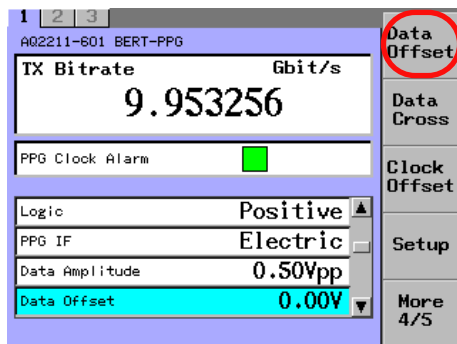 1 2 3
AQ2211-601 BERT-PPG
TX Bitrate Gbit/s
9.953256
PPG Clock Alarm
Logic Positive
PPG IF Electric
Data Amplitude 0.50Vpp
Data Offset 0.00V
Data
Offset
Data
Cross
Clock
Offset
Setup
More
4/5